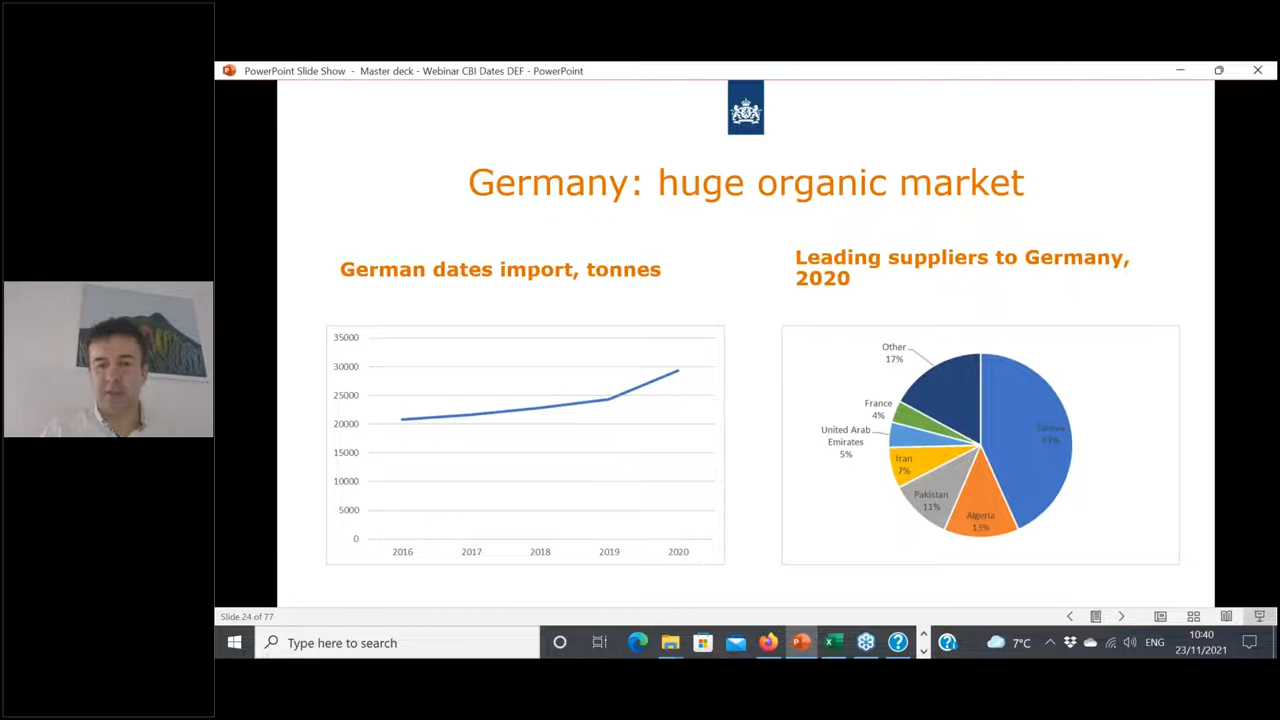 PowerPoint Slide Show - Master deck - Webinar CBI Dates DEF - PowerPoint
Germany: huge organic market
German dates import, tonnes
35000
30000
25000
20000
15000
10000
5000
0
2016 2017 2018 2019 2020
Leading suppliers to Germany,
2020
Other
17%
France
4%
United Arab
Emirates
5%
Iran
7%
Pakistan
11%
Algeria
13%
Tunisia
43%
Slide 24 of 77
Type here to search
7°C
ENG
10:40
23/11/2021